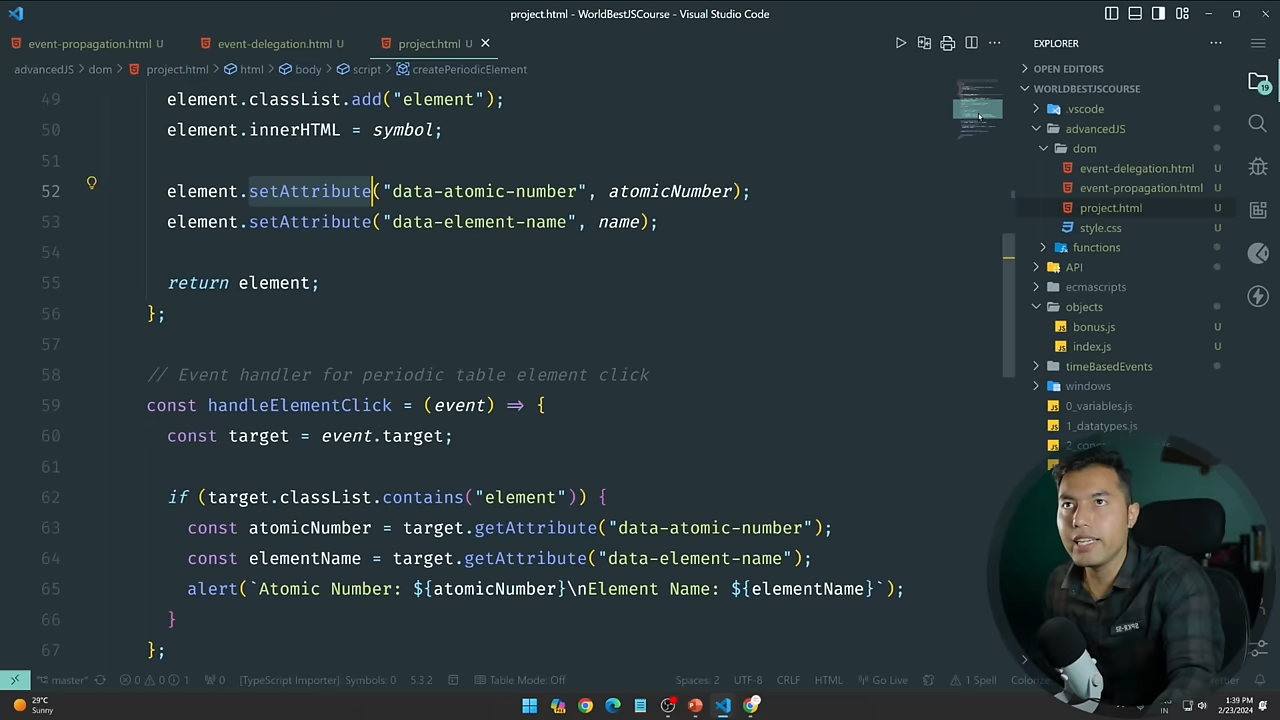 project.html - WorldBestJSCourse - Visual Studio Code
event-propagation.html U
event-delegation.html U
project.html U
advancedJS > dom > project.html > html > body > script > createPeriodicElement
49 element.classList.add("element");
50 element.innerHTML = symbol;
51
52 element.setAttribute("data-atomic-number", atomicNumber);
53 element.setAttribute("data-element-name", name);
54
55 return element;
56 };
57
58 // Event handler for periodic table element click
59 const handleElementClick = (event) => {
60 const target = event.target;
61
62 if (target.classList.contains("element")) {
63 const atomicNumber = target.getAttribute("data-atomic-number");
64 const elementName = target.getAttribute("data-element-name");
65 alert(`Atomic Number: ${atomicNumber}\nElement Name: ${elementName}`);
66 }
67 };
EXPLORER
OPEN EDITORS
WORLDBESTJSCOURSE
.vscode
advancedJS
dom
event-delegation.html U
event-propagation.html U
project.html U
style.css U
functions
API
ecmascripts
objects
bonus.js U
index.js U
timeBasedEvents
windows
0_variables.js
1_datatypes.js
19
master*
0 0 1
0
[TypeScript Importer] Symbols: 0
5.3.2
Table Mode: Off
Spaces: 2
UTF-8
CRLF
HTML
Go Live
1 Spell
29°C
Sunny
IN
1:39 PM
2/23/2024